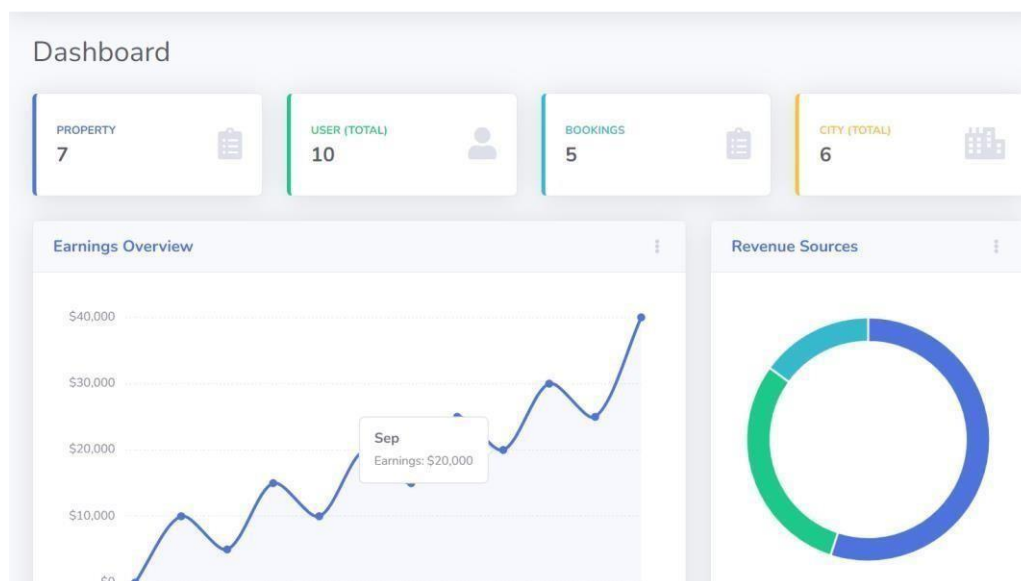 Dashboard
PROPERTY
7
USER (TOTAL)
10
BOOKINGS
5
CITY (TOTAL)
6
Earnings Overview
Revenue Sources
$40,000
$30,000
$20,000
$10,000
Sep
Earnings: $20,000